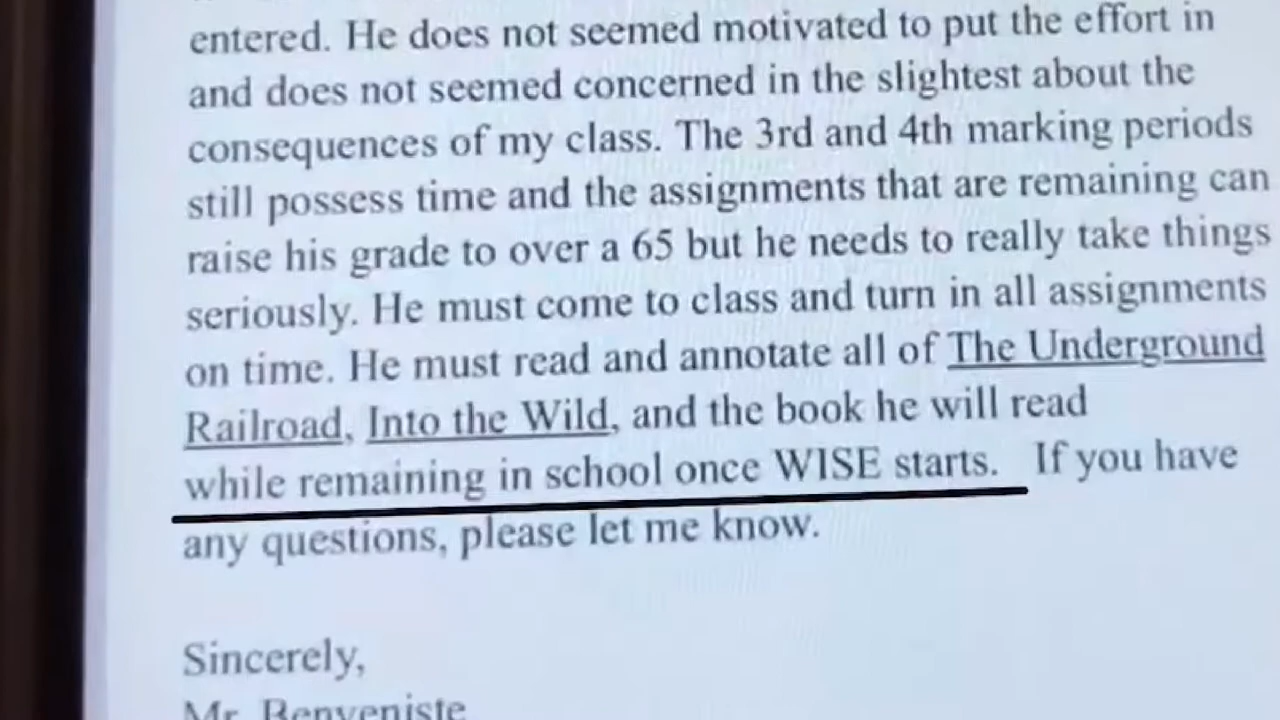 entered. He does not seemed motivated to put the effort in
and does not seemed concerned in the slightest about the
consequences of my class. The 3rd and 4th marking periods
still possess time and the assignments that are remaining can
raise his grade to over a 65 but he needs to really take things
seriously. He must come to class and turn in all assignments
on time. He must read and annotate all of The Underground
Railroad, Into the Wild, and the book he will read
while remaining in school once WISE starts. If you have
any questions, please let me know.
Sincerely,
Mr. Benveniste